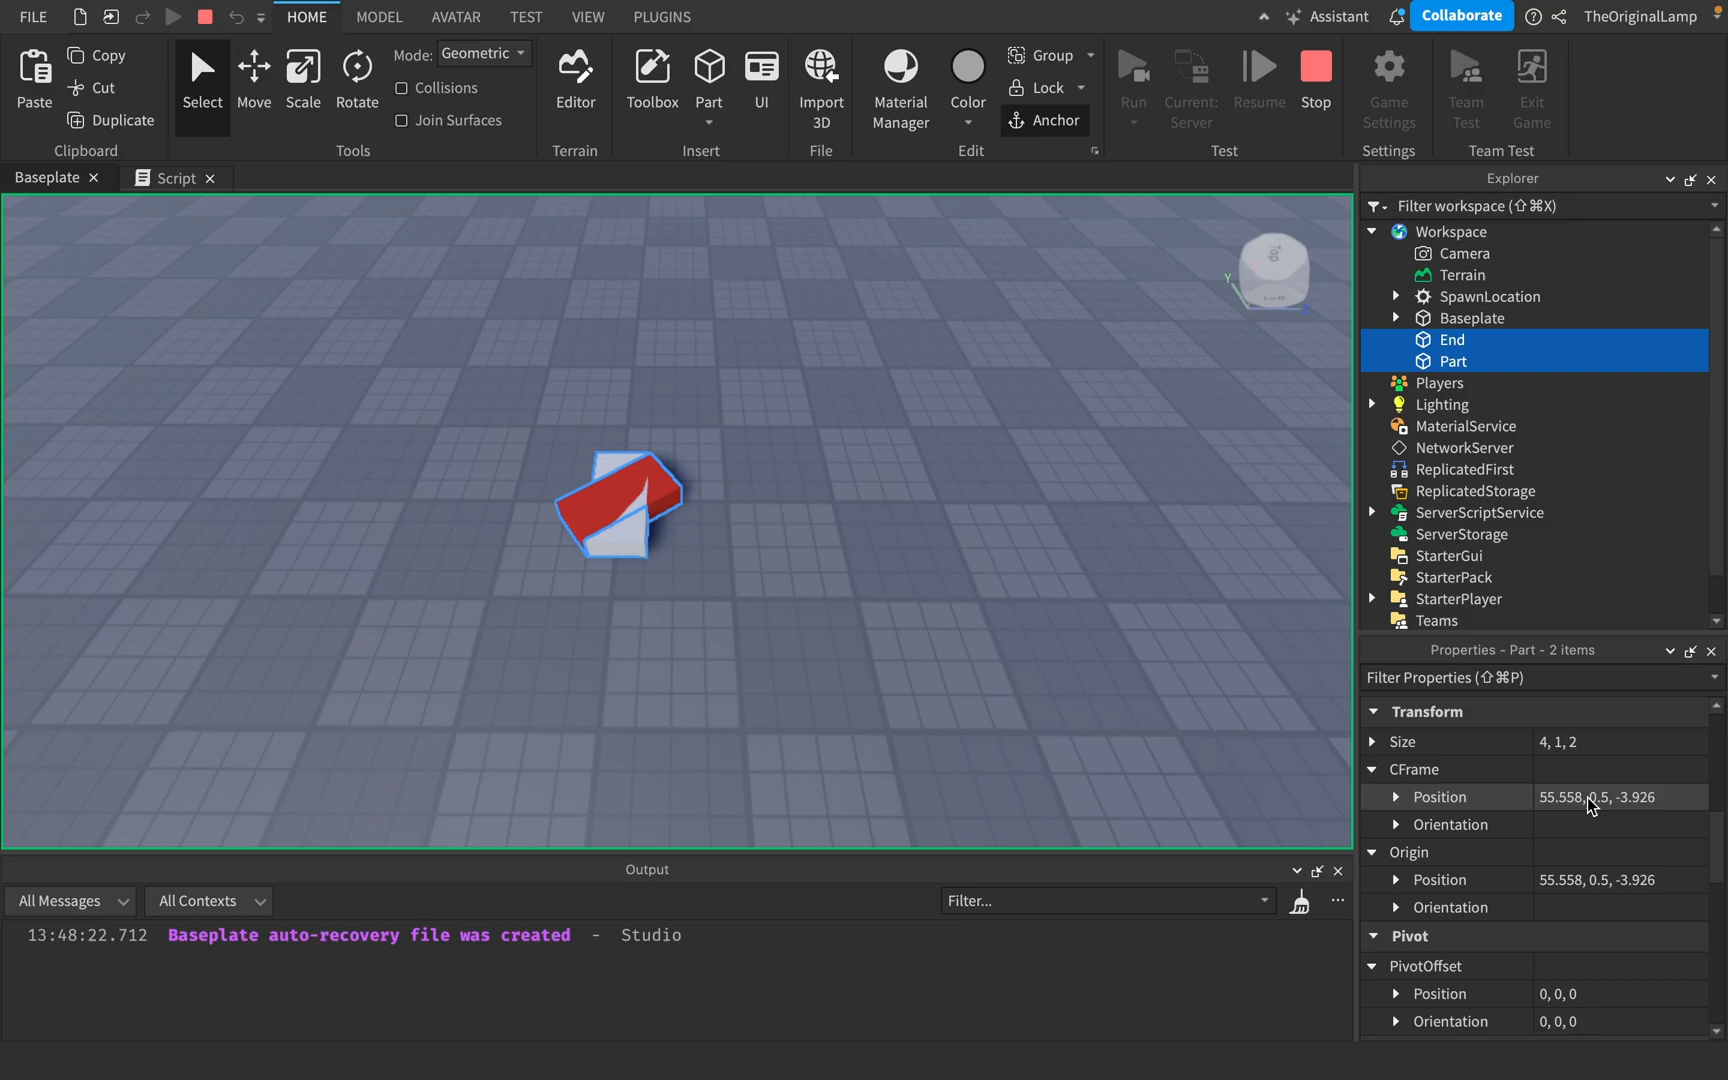 FILE HOME MODEL AVATAR TEST VIEW PLUGINS Assistant Collaborate TheOriginalLamp
Paste
Copy
Cut
Duplicate
Clipboard
Select
Move
Scale
Rotate
Mode: Geometric
Collisions
Join Surfaces
Tools
Editor
Terrain
Toolbox
Part
UI
Insert
Import
3D
File
Material
Manager
Color
Group
Lock
Anchor
Edit
Run
Current:
Server
Resume
Stop
Test
Game
Settings
Settings
Team
Test
Exit
Game
Team Test
Baseplate
Script
Top
Left
Y
Explorer
Filter workspace (⇧⌘X)
Workspace
Camera
Terrain
SpawnLocation
Baseplate
End
Part
Players
Lighting
MaterialService
NetworkServer
ReplicatedFirst
ReplicatedStorage
ServerScriptService
ServerStorage
StarterGui
StarterPack
StarterPlayer
Teams
Properties - Part - 2 items
Filter Properties (⇧⌘P)
Transform
Size 4, 1, 2
CFrame
Position 55.558, 0.5, -3.926
Orientation
Origin
Position 55.558, 0.5, -3.926
Orientation
Pivot
PivotOffset
Position 0, 0, 0
Orientation 0, 0, 0
Output
All Messages All Contexts Filter...
13:48:22.712 Baseplate auto-recovery file was created - Studio